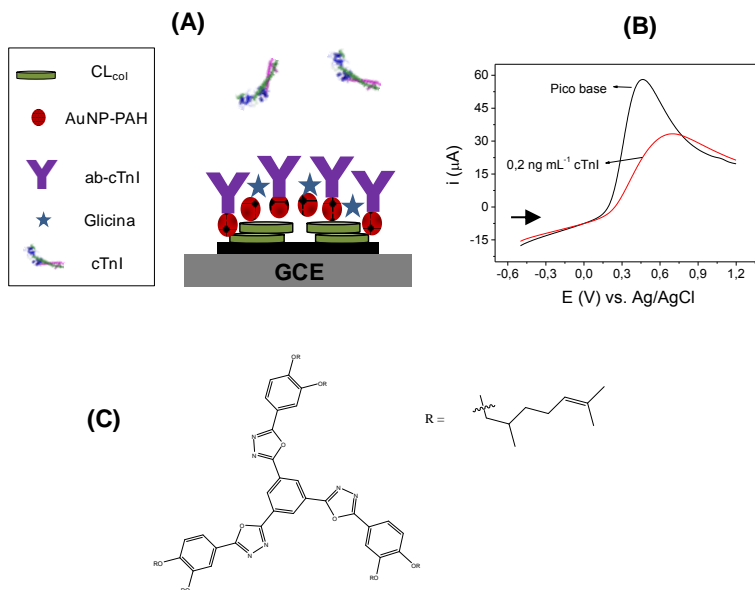 (A)
CLcol
AuNP-PAH
ab-cTnI
Glicina
cTnI
GCE
(B)
60
45
30
15
0
-15
i (µA)
Pico base
0,2 ng mL⁻¹ cTnI
-0,6 -0,3 0,0 0,3 0,6 0,9 1,2
E (V) vs. Ag/AgCl
(C)
OR
OR
N
N
O
N N
O
O
N
N
RO
RO
OR
RO
R =